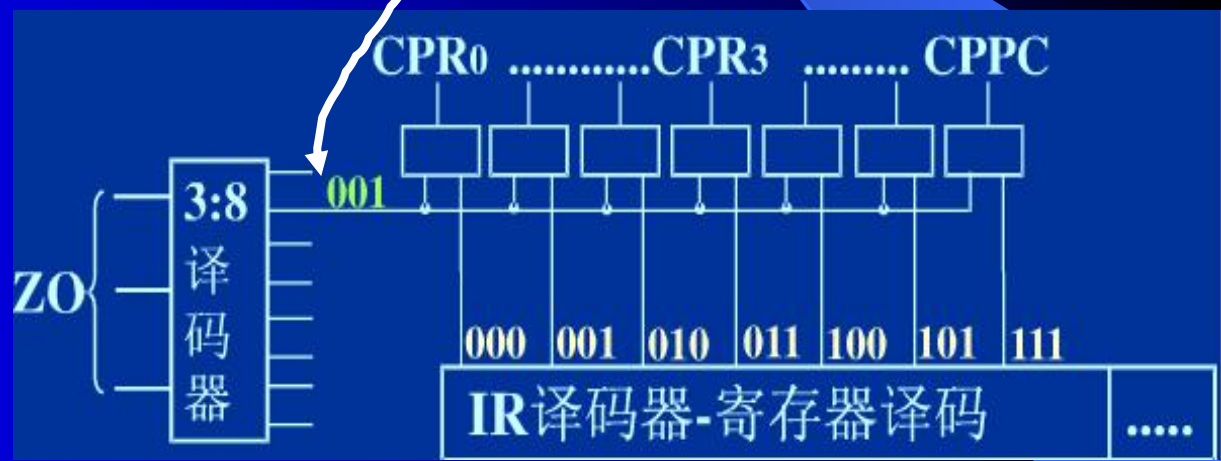 CPR0 ............CPR3 ......... CPPC
3:8
译
码
器
001
ZO
000 001 010 011 100 101 111
IR译码器-寄存器译码 .....